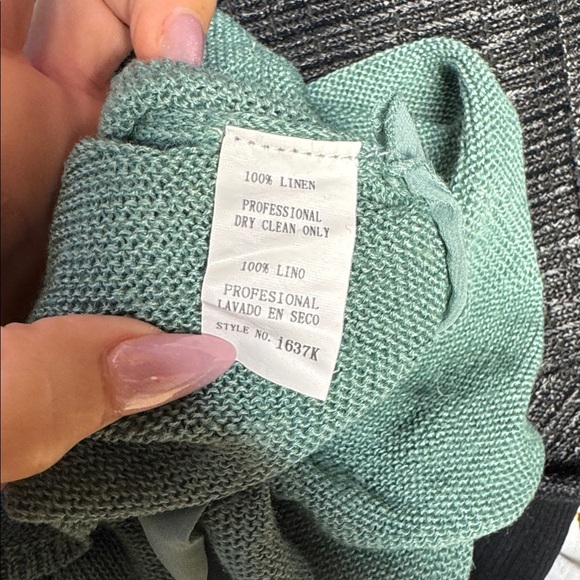 100% LINEN
PROFESSIONAL
DRY CLEAN ONLY
100% LINO
PROFESIONAL
LAVADO EN SECO
STYLE NO. 1637K